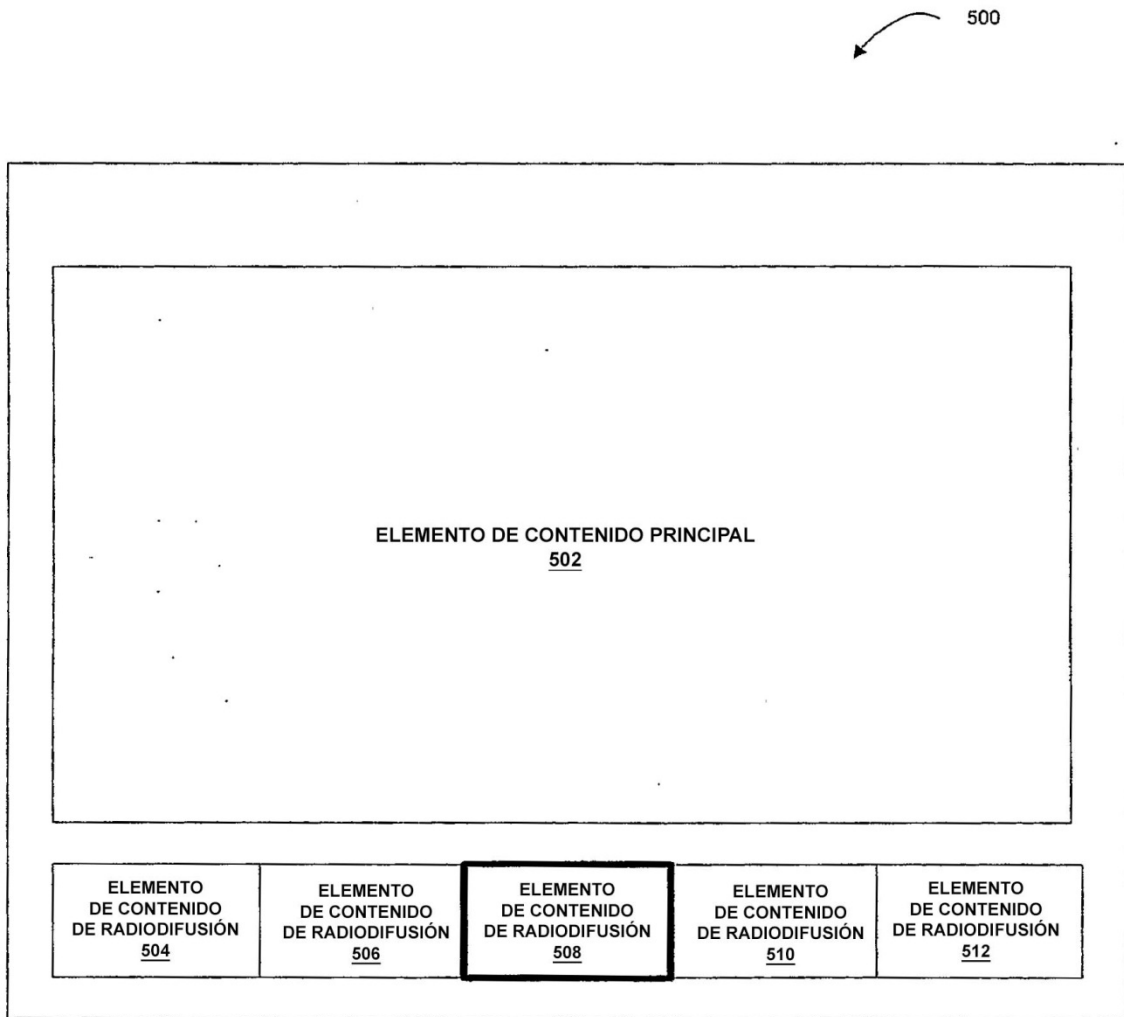 500
ELEMENTO DE CONTENIDO PRINCIPAL
502
ELEMENTO
DE CONTENIDO
DE RADIODIFUSIÓN
504
ELEMENTO
DE CONTENIDO
DE RADIODIFUSIÓN
506
ELEMENTO
DE CONTENIDO
DE RADIODIFUSIÓN
508
ELEMENTO
DE CONTENIDO
DE RADIODIFUSIÓN
510
ELEMENTO
DE CONTENIDO
DE RADIODIFUSIÓN
512